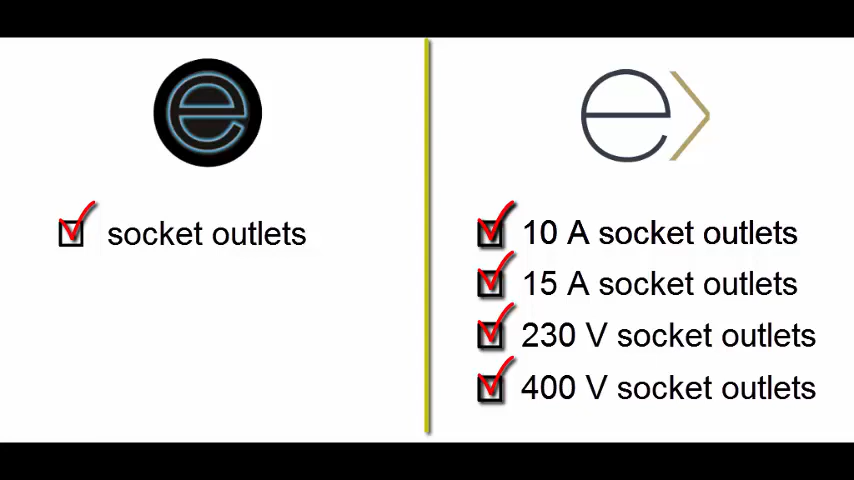 e
e>
socket outlets
10 A socket outlets
15 A socket outlets
230 V socket outlets
400 V socket outlets